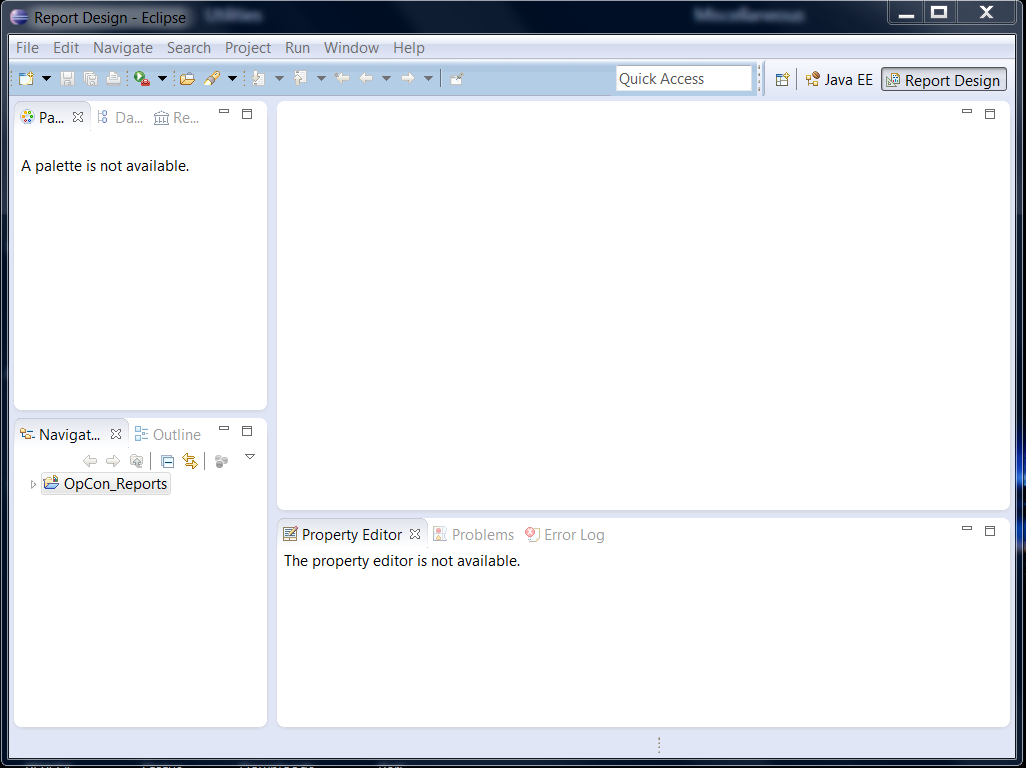 Report Design - Eclipse
Utilities
Miscellaneous
File Edit Navigate Search Project Run Window Help
Quick Access
Java EE
Report Design
Pa...
Da...
Re...
A palette is not available.
Navigat...
Outline
OpCon_Reports
Property Editor
Problems
Error Log
The property editor is not available.